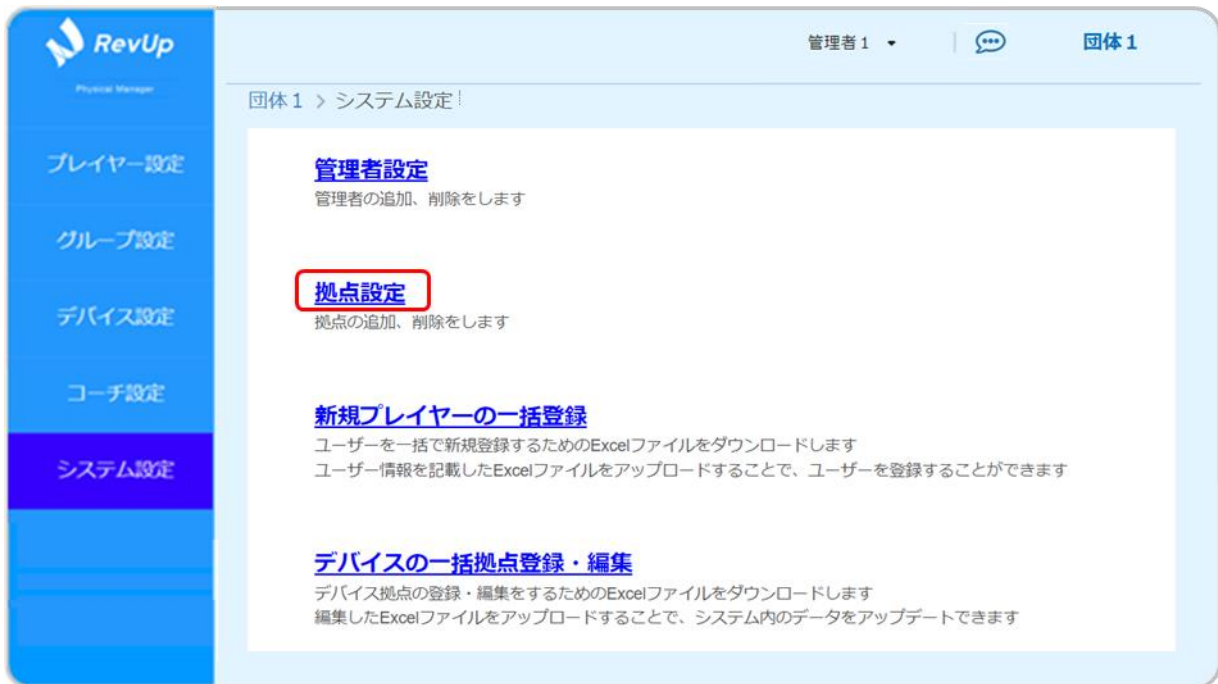 RevUp
Physical Manager
管理者1
団体1
団体1 > システム設定
プレイヤー設定
グループ設定
デバイス設定
コーチ設定
システム設定
管理者設定
管理者の追加、削除をします
拠点設定
拠点の追加、削除をします
新規プレイヤーの一括登録
ユーザーを一括で新規登録するためのExcelファイルをダウンロードします
ユーザー情報を記載したExcelファイルをアップロードすることで、ユーザーを登録することができます
デバイスの一括拠点登録・編集
デバイス拠点の登録・編集をするためのExcelファイルをダウンロードします
編集したExcelファイルをアップロードすることで、システム内のデータをアップデートできます